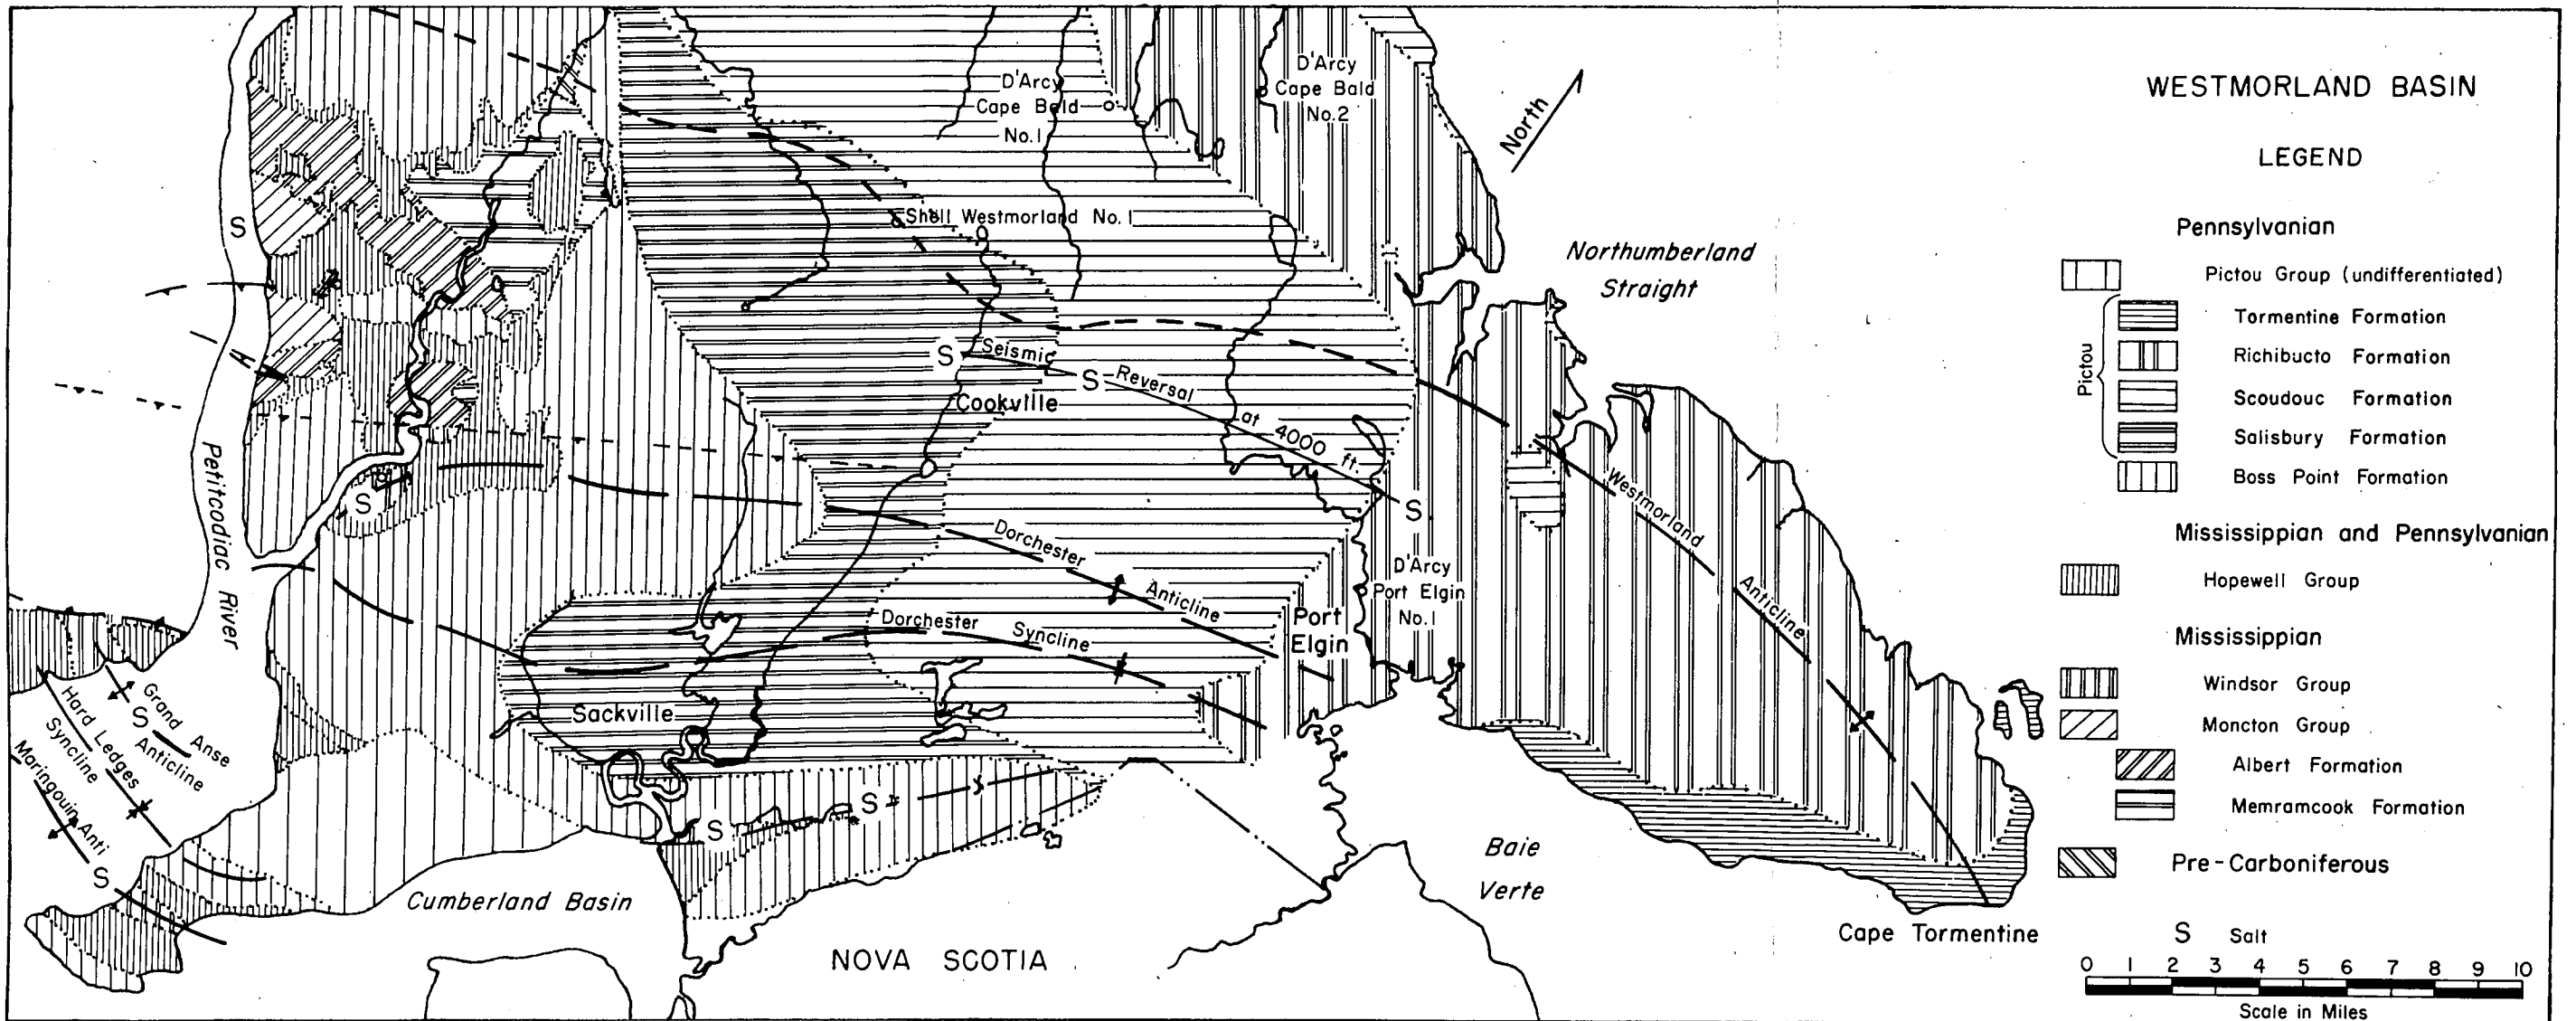 WESTMORLAND BASIN
LEGEND
Pennsylvanian
Pictou Group (undifferentiated)
Pictou
Tormentine Formation
Richibucto Formation
Scoudouc Formation
Salisbury Formation
Boss Point Formation
Mississippian and Pennsylvanian
Hopewell Group
Mississippian
Windsor Group
Moncton Group
Albert Formation
Memramcook Formation
Pre-Carboniferous
S Salt
0 1 2 3 4 5 6 7 8 9 10
Scale in Miles
North
D'Arcy
Cape Bald
No.1
D'Arcy
Cape Bald
No.2
Shell Westmorland No.1
Northumberland
Straight
S
S
Seismic
S
Reversal
at 4000 ft.
S
Cookville
Petitcodiac River
S
Dorchester
Anticline
Dorchester
Syncline
Westmorland
Anticline
D'Arcy
Port Elgin
No.1
Port
Elgin
Sackville
Grand Anse
Anticline
S
Hard Ledges
Syncline
Maringouin Anti
S
S
S
Cumberland Basin
NOVA SCOTIA
Baie
Verte
Cape Tormentine